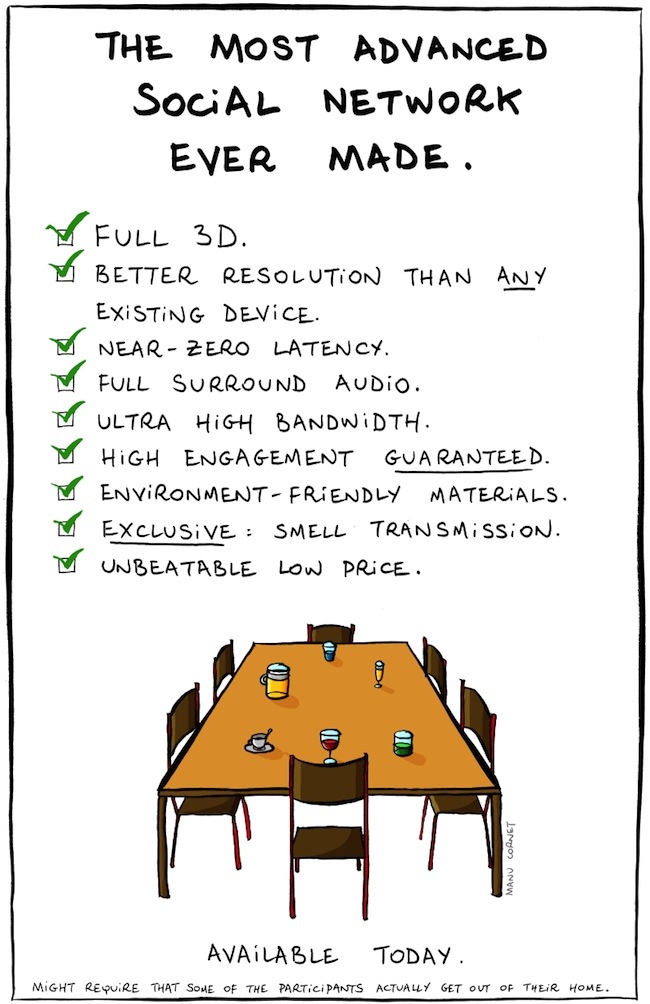 THE MOST ADVANCED
SOCiAL NETWORK
EVER MADE.
FULL 3D.
BETTER RESOLUTiON THAN ANY
EXiSTiNG DEViCE.
NEAR-ZERO LATENCY.
FULL SURROUND AUDiO.
ULTRA HiGH BANDWiDTH.
HiGH ENGAGEMENT GUARANTEED.
ENViRONMENT-FRiENDLY MATERiALS.
EXCLUSiVE: SMELL TRANSMiSSiON.
UNBEATABLE LOW PRiCE.
MANU CORNET
AVAiLABLE TODAY.
MiGHT REQUiRE THAT SOME OF THE PARTiCiPANTS ACTUALLY GET OUT OF THEiR HOME.